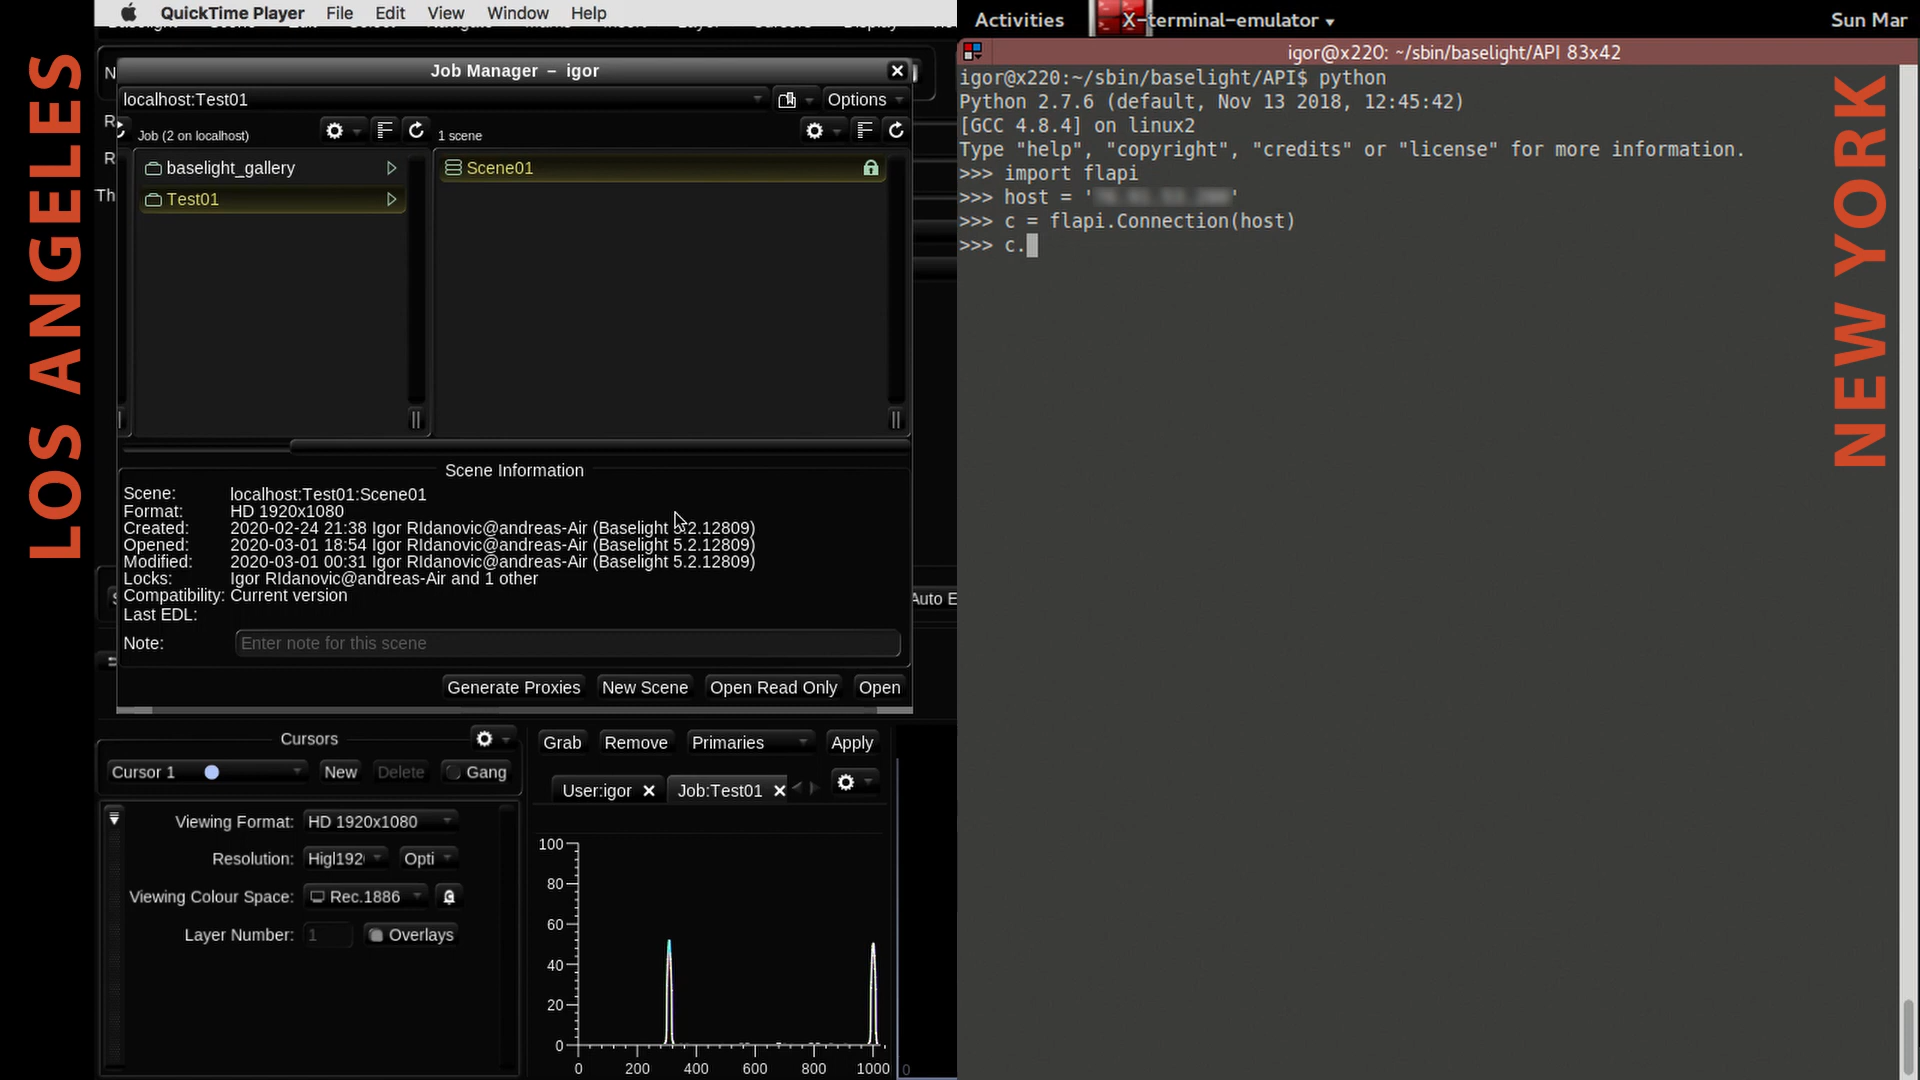 LOS ANGELES
QuickTime Player File Edit View Window Help
Job Manager – igor
localhost:Test01
Options
Job (2 on localhost)
1 scene
baselight_gallery
Test01
Scene01
Th
Scene Information
Scene: localhost:Test01:Scene01
Format: HD 1920x1080
Created: 2020-02-24 21:38 Igor RIdanovic@andreas-Air (Baselight 5.2.12809)
Opened: 2020-03-01 18:54 Igor RIdanovic@andreas-Air (Baselight 5.2.12809)
Modified: 2020-03-01 00:31 Igor RIdanovic@andreas-Air (Baselight 5.2.12809)
Locks: Igor RIdanovic@andreas-Air and 1 other
Compatibility: Current version
Last EDL:
Note: Enter note for this scene
Auto E
Generate Proxies New Scene Open Read Only Open
Cursors
Cursor 1 New Delete Gang
Viewing Format: HD 1920x1080
Resolution: Higl192 Opti
Viewing Colour Space: Rec.1886
Layer Number: 1 Overlays
Grab Remove Primaries Apply
User:igor Job:Test01
100
80
60
40
20
0
0 200 400 600 800 1000
0
Activities X-terminal-emulator Sun Mar
igor@x220: ~/sbin/baselight/API 83x42
igor@x220:~/sbin/baselight/API$ python
Python 2.7.6 (default, Nov 13 2018, 12:45:42)
[GCC 4.8.4] on linux2
Type "help", "copyright", "credits" or "license" for more information.
>>> import flapi
>>> host = ' '
>>> c = flapi.Connection(host)
>>> c.
NEW YORK